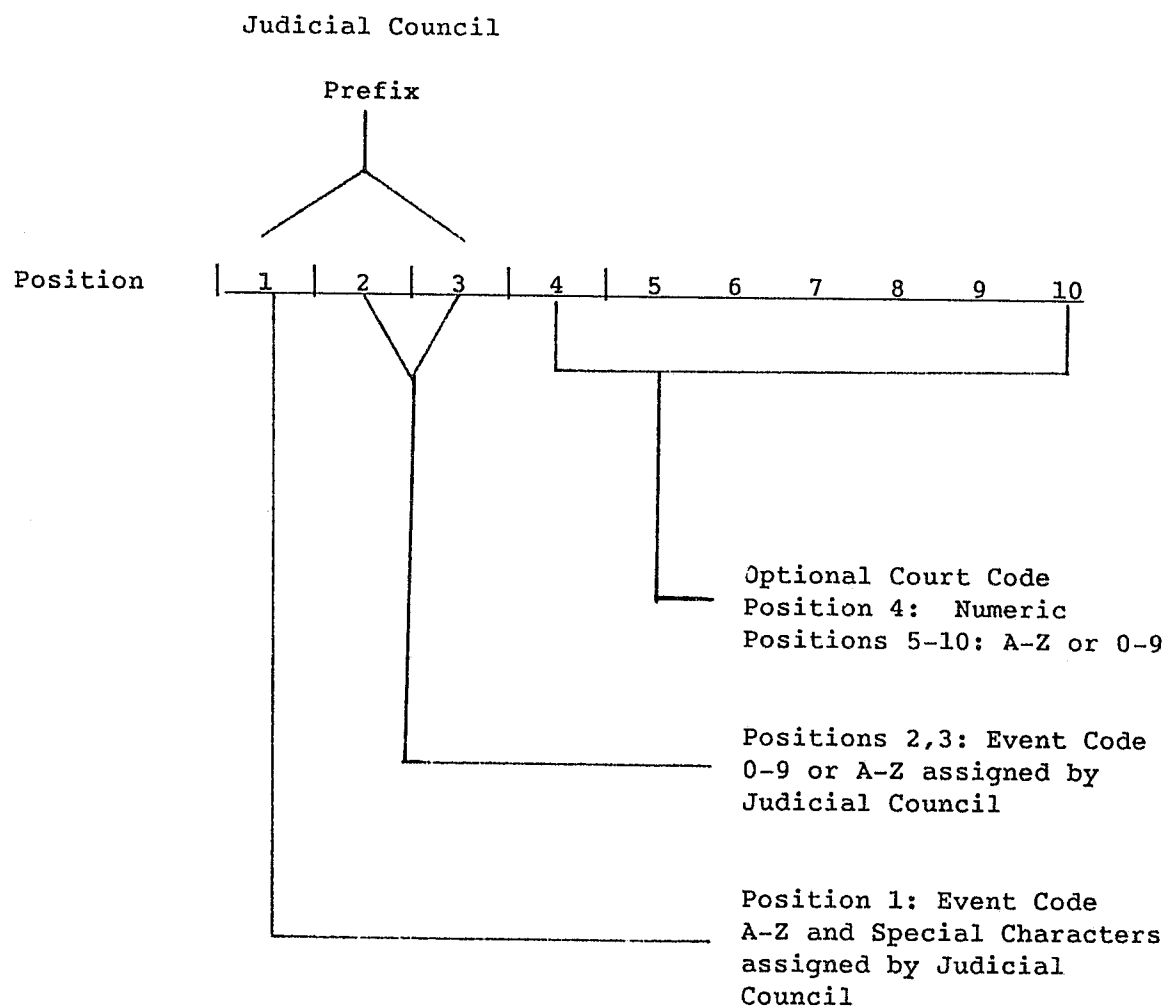 Judicial Council
Prefix
Position | 1 | 2 | 3 | 4 | 5 6 7 8 9 10
Optional Court Code
Position 4: Numeric
Positions 5-10: A-Z or 0-9
Positions 2,3: Event Code
0-9 or A-Z assigned by
Judicial Council
Position 1: Event Code
A-Z and Special Characters
assigned by Judicial
Council